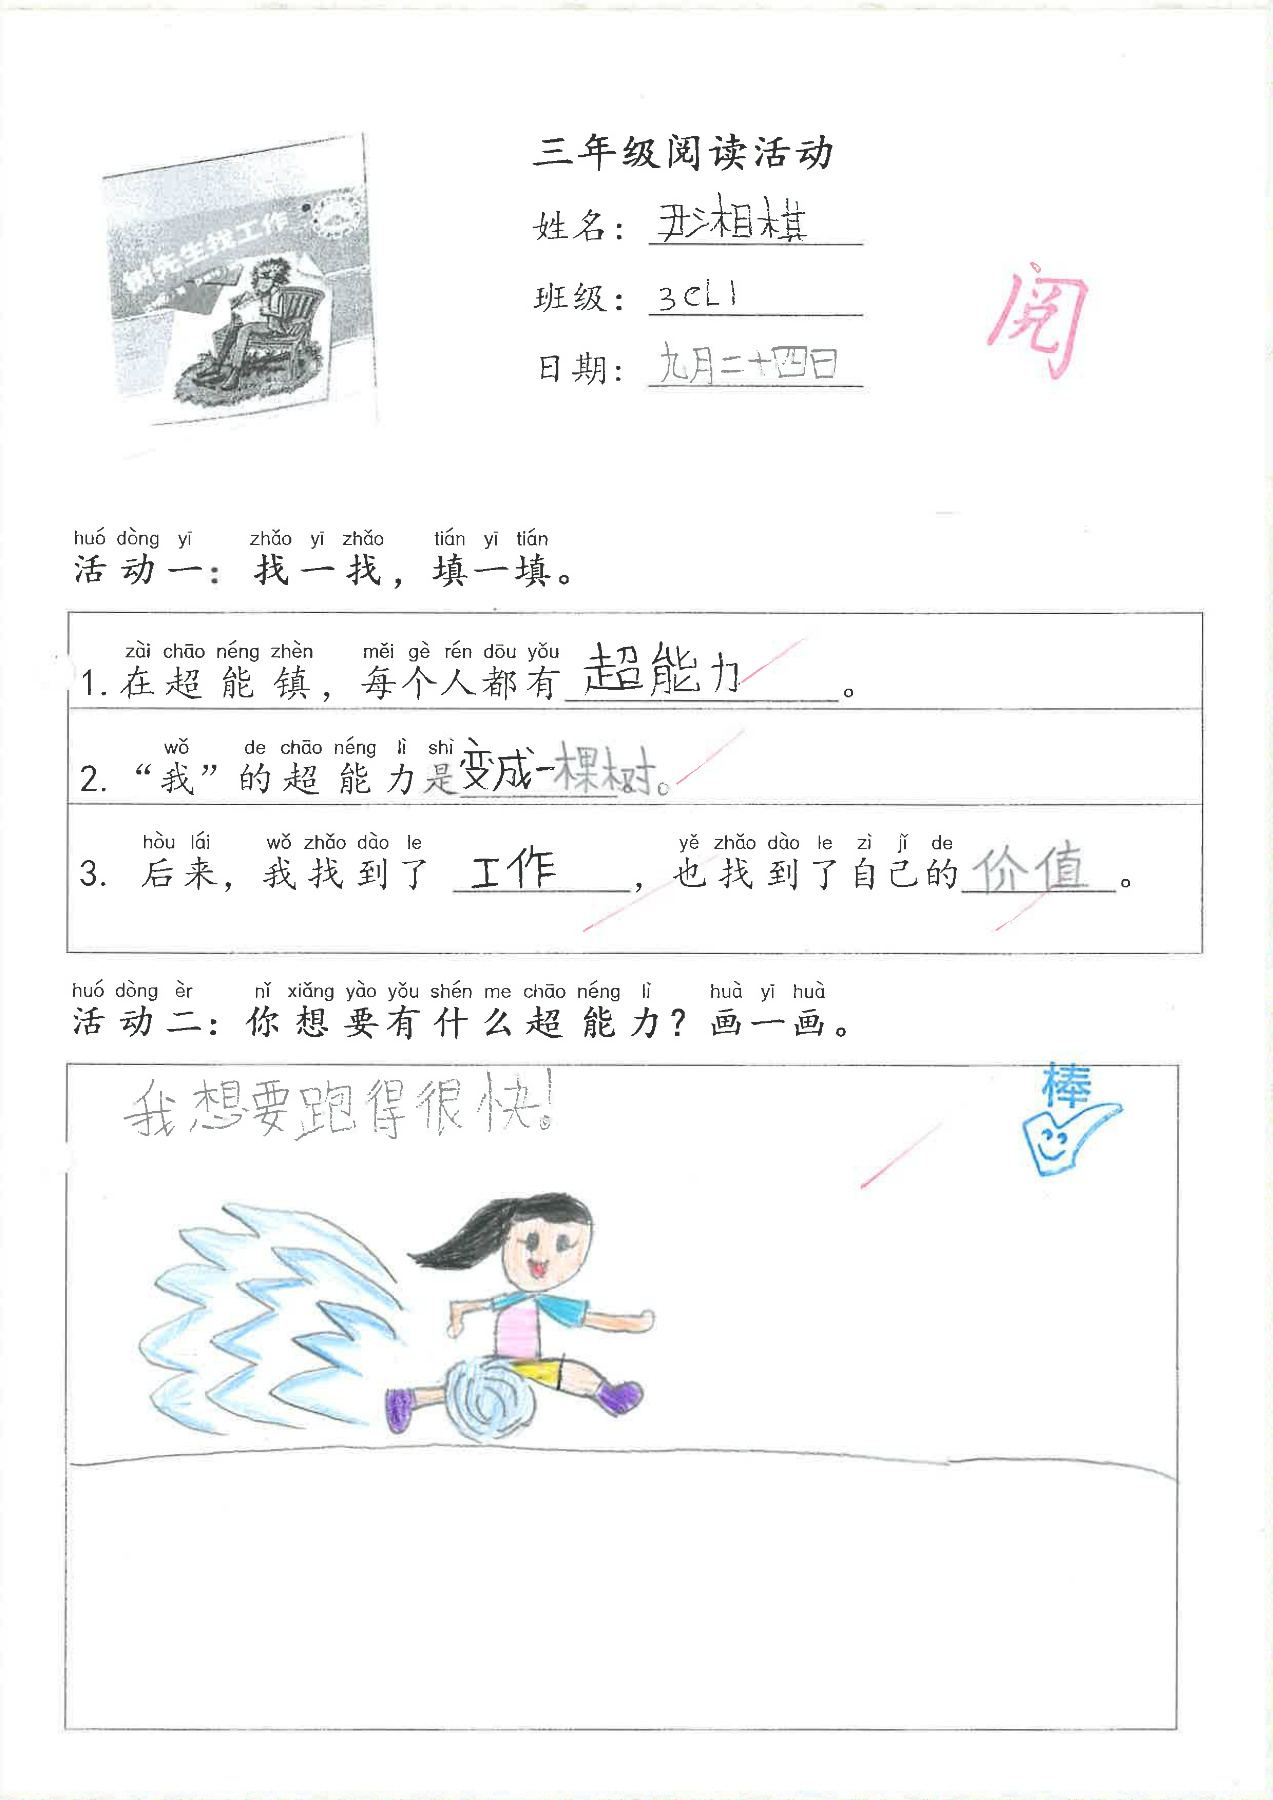 三年级阅读活动
树先生找工作
姓名：彤湘棋
班级：3CL1
日期：九月二十四日
阅
huó dòng yī zhǎo yī zhǎo tián yī tián
活动一：找一找，填一填。
zài chāo néng zhèn měi gè rén dōu yǒu
1. 在超能镇，每个人都有超能力。
wǒ de chāo néng lì shì
2. “我”的超能力是变成一棵树。
hòu lái wǒ zhǎo dào le yě zhǎo dào le zì jǐ de
3. 后来，我找到了工作，也找到了自己的价值。
huó dòng èr nǐ xiǎng yào yǒu shén me chāo néng lì huà yī huà
活动二：你想要有什么超能力？画一画。
我想要跑得很快！
棒